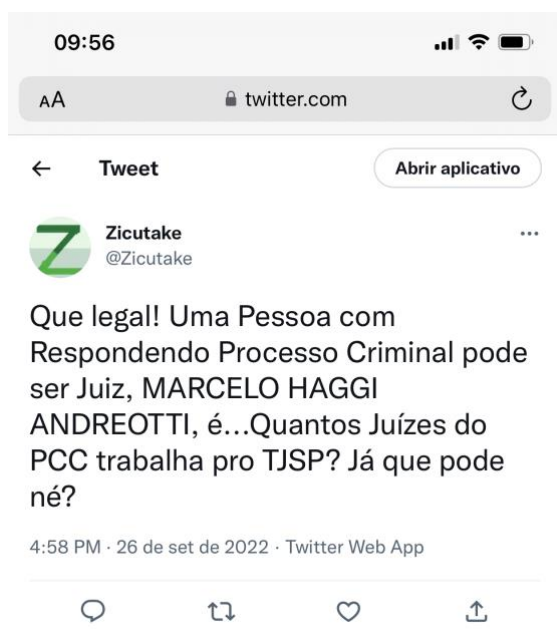 09:56
AA twitter.com
← Tweet Abrir aplicativo
Zicutake
@Zicutake
Que legal! Uma Pessoa com
Respondendo Processo Criminal pode
ser Juiz, MARCELO HAGGI
ANDREOTTI, é...Quantos Juízes do
PCC trabalha pro TJSP? Já que pode
né?
4:58 PM · 26 de set de 2022 · Twitter Web App